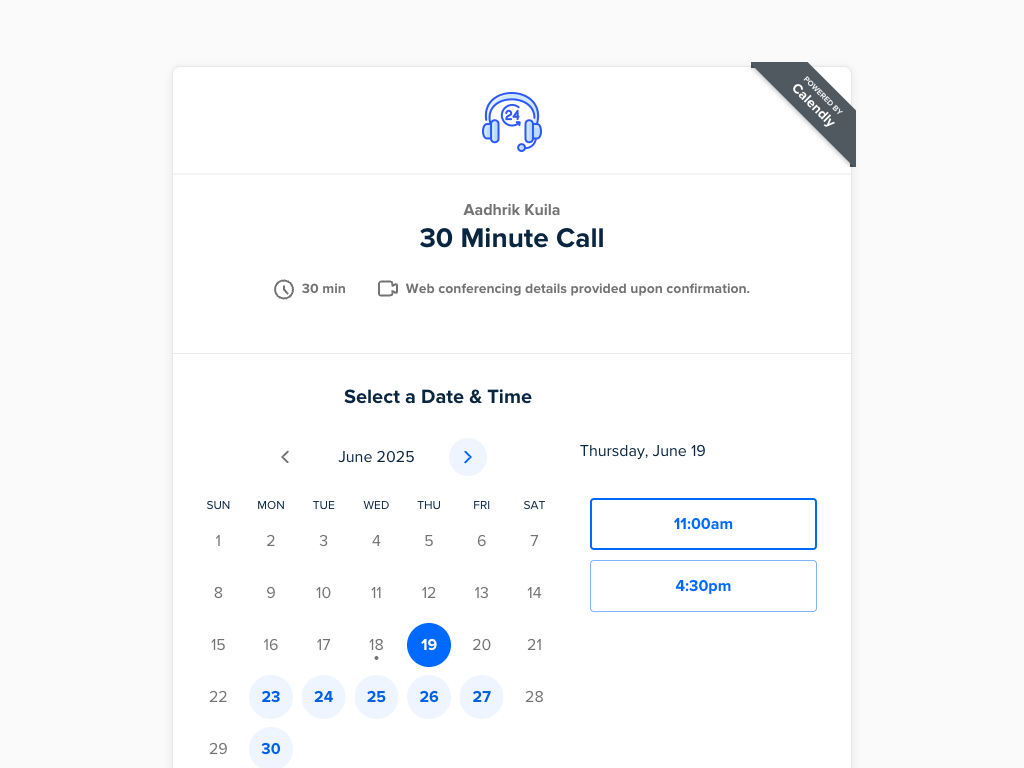 24
POWERED BY
Calendly
Aadhrik Kuila
30 Minute Call
30 min
Web conferencing details provided upon confirmation.
Select a Date & Time
June 2025
SUN MON TUE WED THU FRI SAT
1 2 3 4 5 6 7
8 9 10 11 12 13 14
15 16 17 18 19 20 21
22 23 24 25 26 27 28
29 30
Thursday, June 19
11:00am
4:30pm